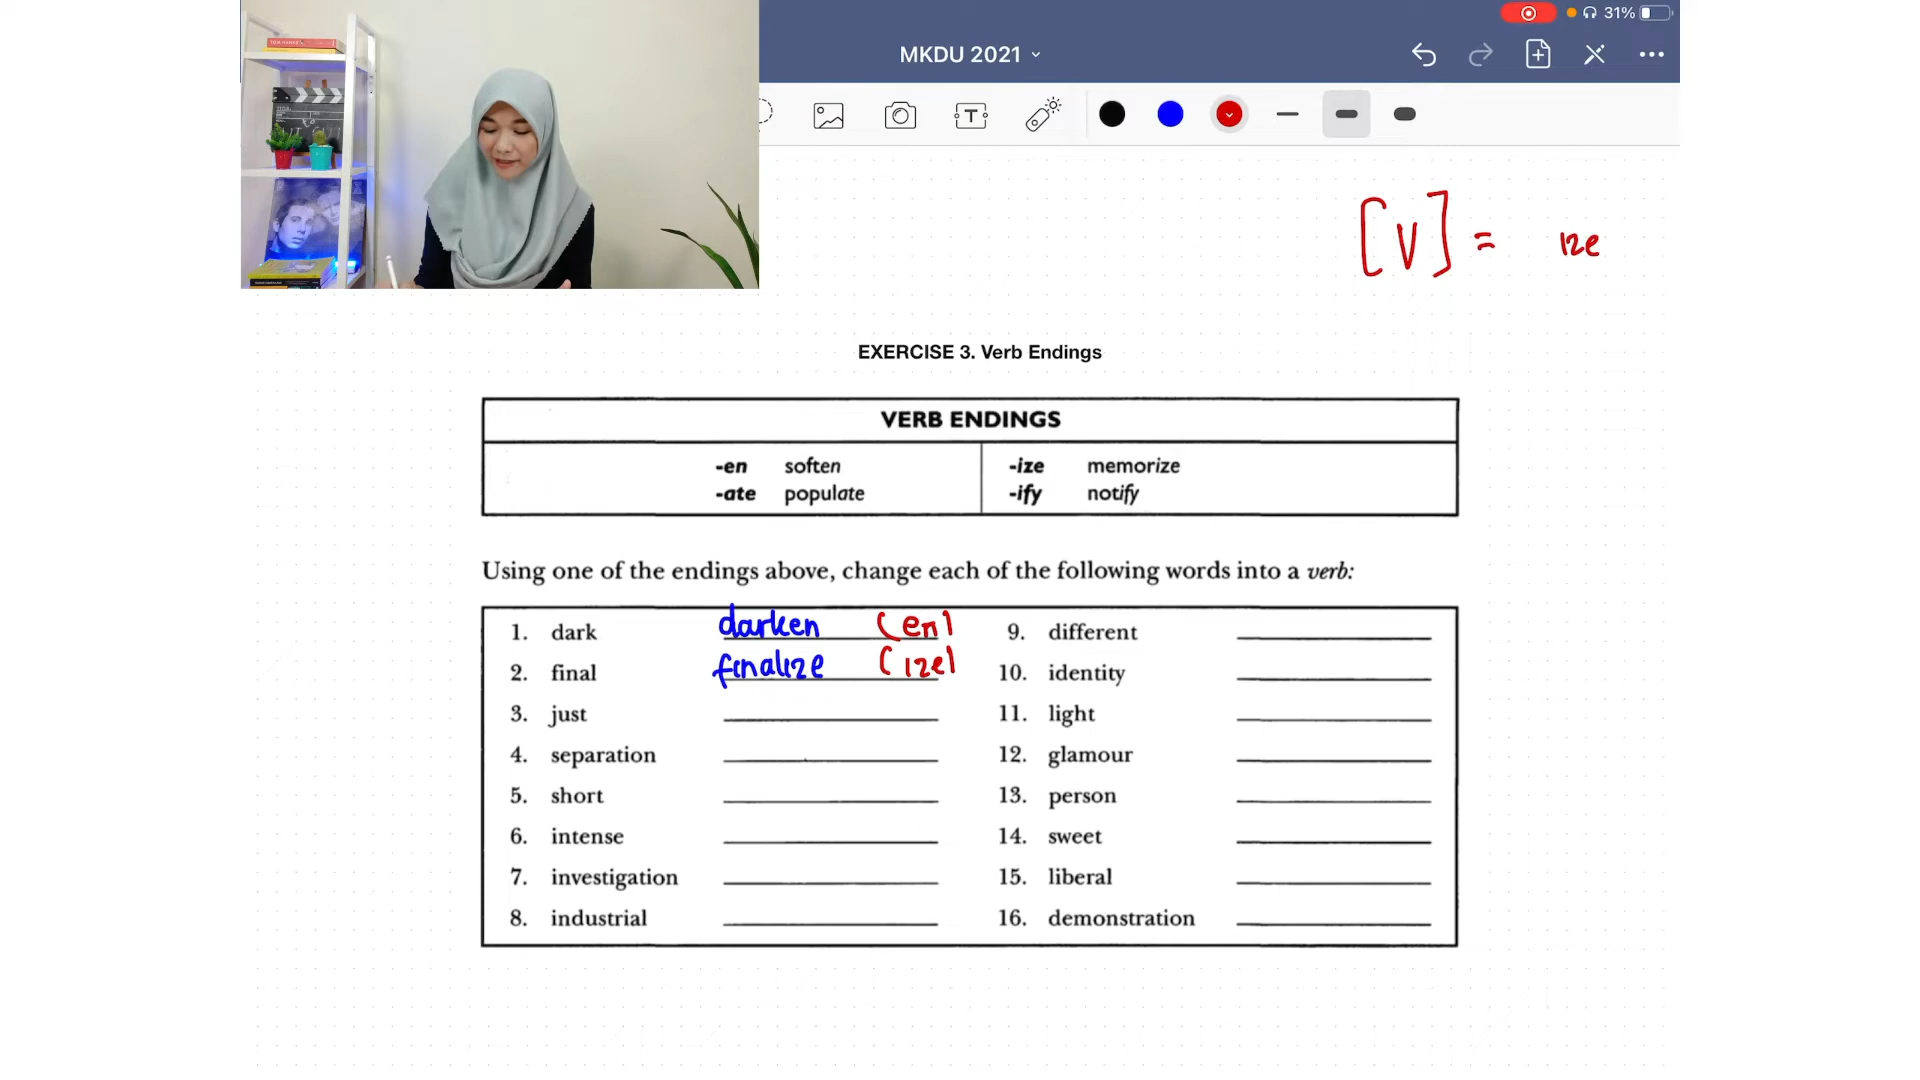 31%
MKDU 2021
T
[V] = ize
EXERCISE 3. Verb Endings
VERB ENDINGS
-en soften -ize memorize
-ate populate -ify notify
Using one of the endings above, change each of the following words into a verb:
1. dark darken (en) 9. different
2. final finalize (ize) 10. identity
3. just 11. light
4. separation 12. glamour
5. short 13. person
6. intense 14. sweet
7. investigation 15. liberal
8. industrial 16. demonstration